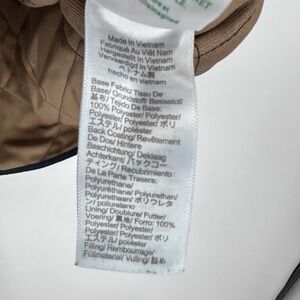 Made In Vietnam
Fabriqué Au Viêt Nam
Hergestellt in Vietnam
Vervaardigd In Vietnam
ベトナム製
hecho en vietnam
Base Fabric/ Tissu De
Base/ Grundstoff/ Basisstof/
基布/ Tejido De Base:
100% Polyester/ Polyester/
Polyester/ Polyester/ ポリ
エステル/ poliéster
Back Coating/ Revêtement
De Dos/ Hinterer
Beschichtung/ Deklaag
Achterkant/ バックコー
ティング/ Recubrimiento
De La Parte Trasera:
Polyurethane/
Polyuréthane/ Polyurethan/
Polyurethaan/ ポリウレタ
ン/ poliuretano
Lining/ Doublure/ Futter/
Voering/ 裏地/ Forro: 100%
Polyester/ Polyester/
Polyester/ Polyester/ ポリ
エステル/ poliéster
Filling/ Rembourrage/
Füllmaterial/ Vulling/ 詰め